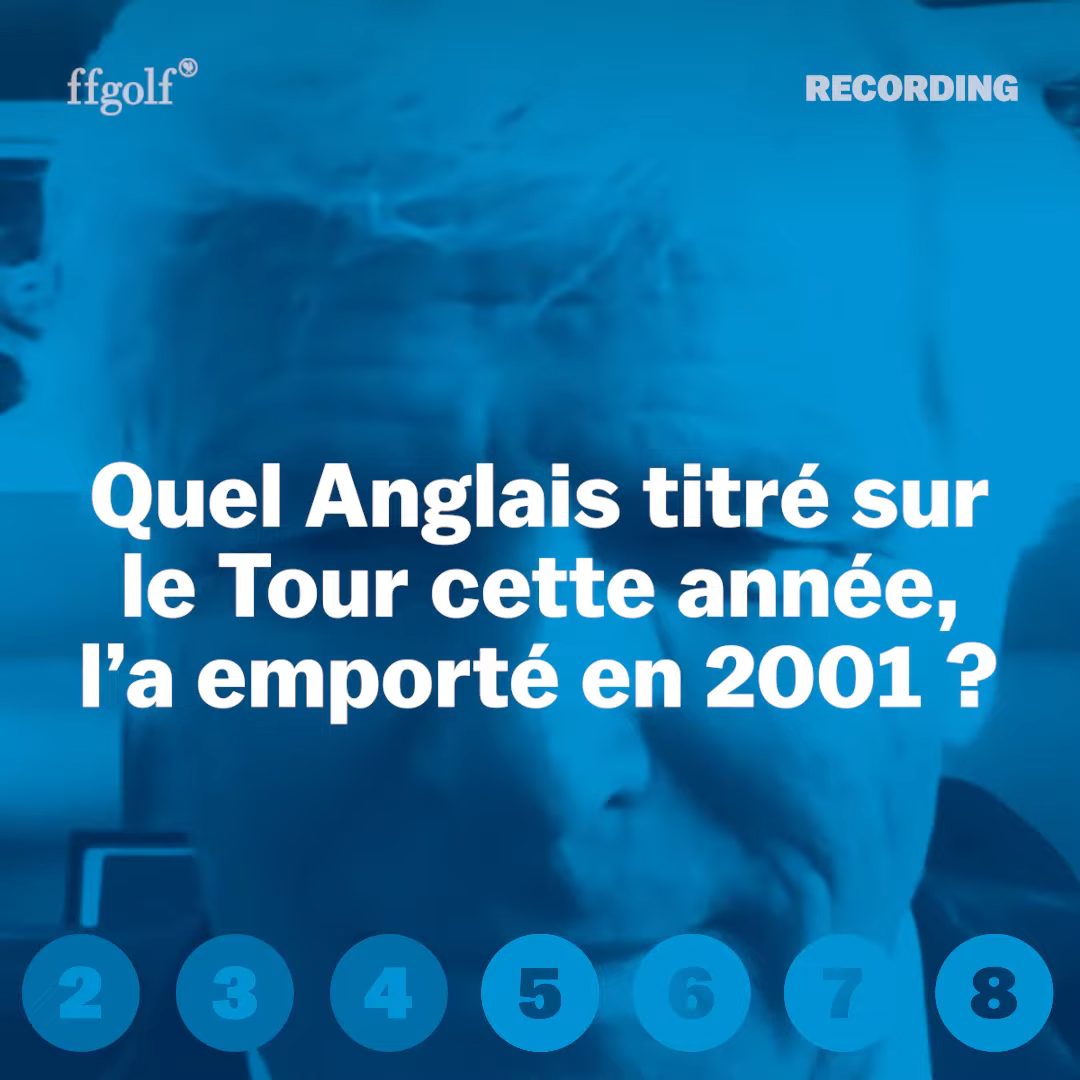 ffgolf
RECORDING
Quel Anglais titré sur
le Tour cette année,
l’a emporté en 2001 ?
2 3 4 5 6 7 8